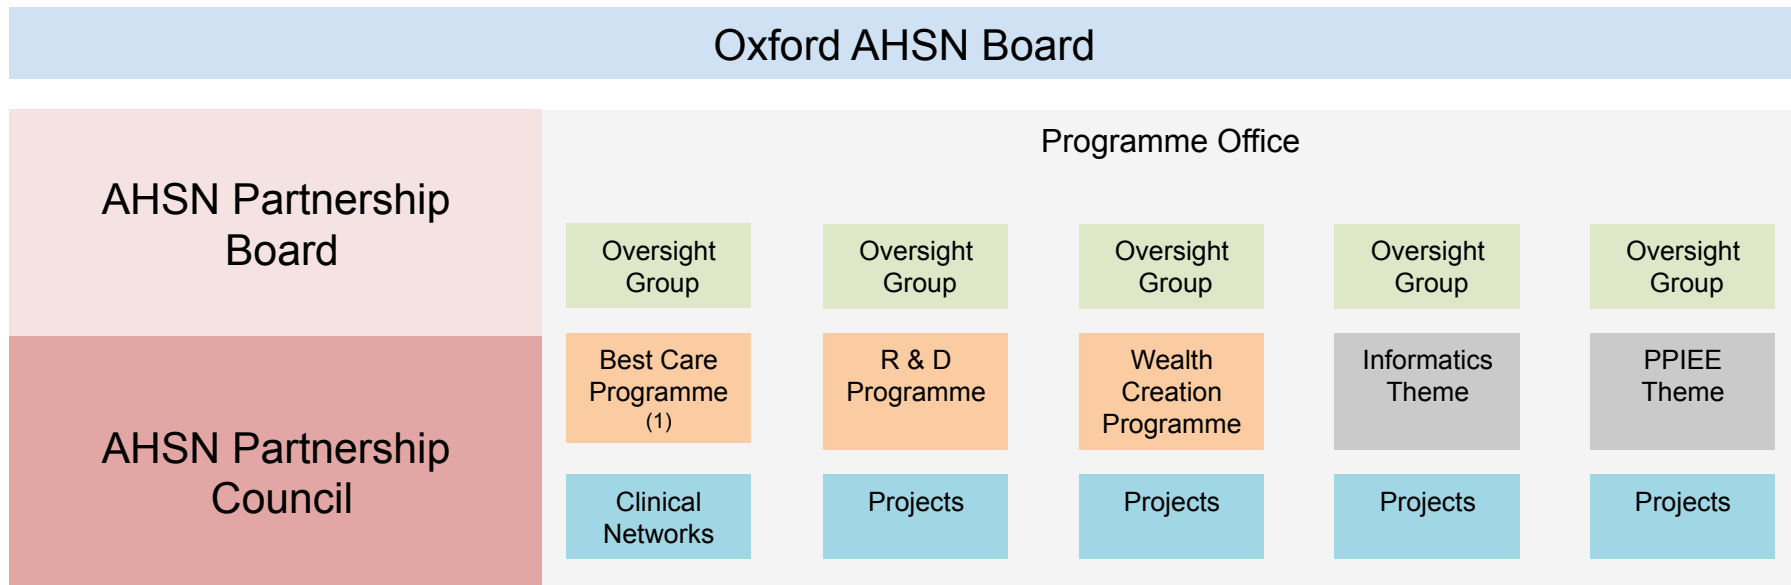 Oxford AHSN Board
AHSN Partnership
Board
AHSN Partnership
Council
Programme Office
Oversight
Group
Oversight
Group
Oversight
Group
Oversight
Group
Oversight
Group
Best Care
Programme
(1)
R & D
Programme
Wealth
Creation
Programme
Informatics
Theme
PPIEE
Theme
Clinical
Networks
Projects
Projects
Projects
Projects